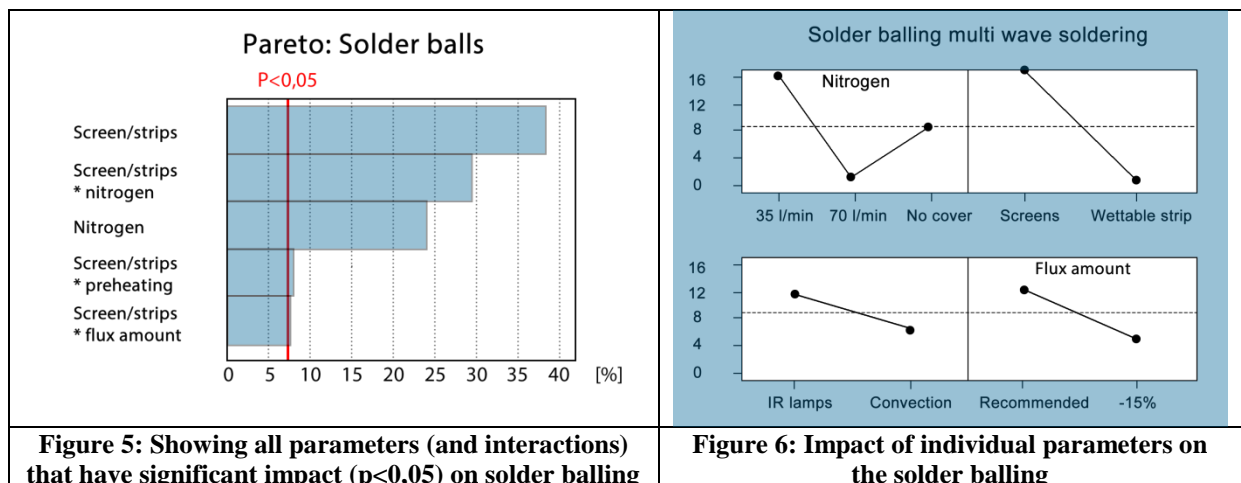 Pareto: Solder balls
P<0,05
Screen/strips
Screen/strips
* nitrogen
Nitrogen
Screen/strips
* preheating
Screen/strips
* flux amount
0 5 10 15 20 25 30 35 40 [%]
Figure 5: Showing all parameters (and interactions)
that have significant impact (p<0,05) on solder balling
Solder balling multi wave soldering
Nitrogen
16
12
8
4
0
35 l/min 70 l/min No cover Screens Wettable strip
Flux amount
16
12
8
4
0
IR lamps Convection Recommended -15%
Figure 6: Impact of individual parameters on
the solder balling